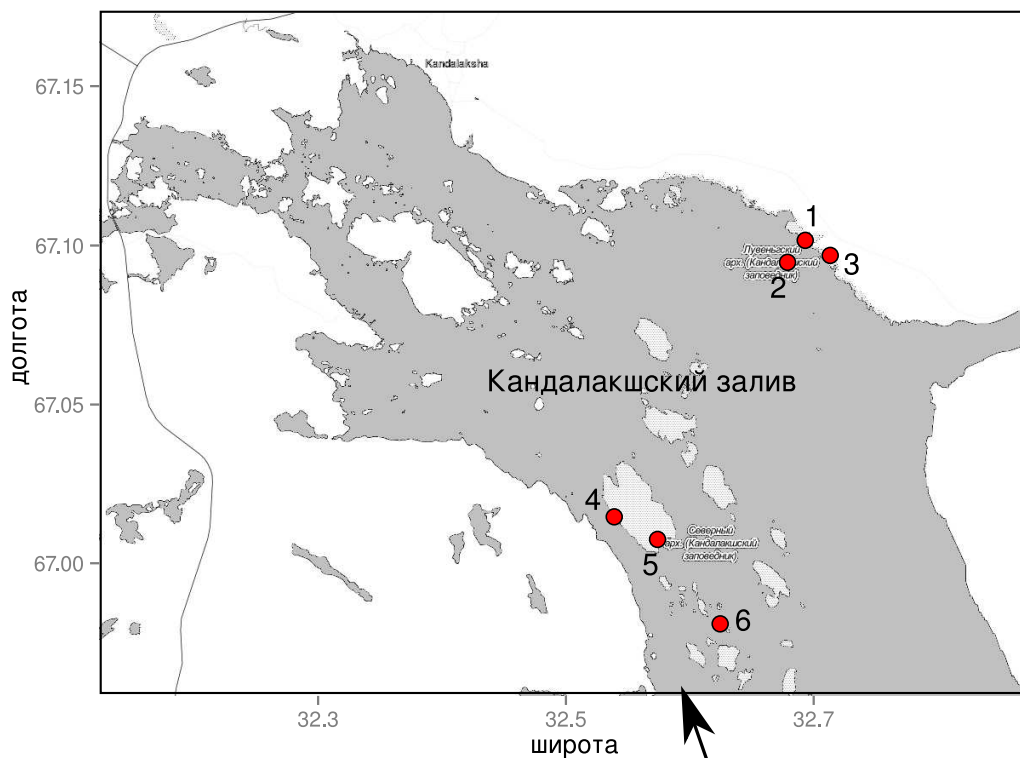 Kandalaksha
67.15
1
67.10
Лувеньгский
арх. (Кандалакшский
заповедник)
3
2
долгота
Кандалакшский залив
67.05
4
Северный
арх. (Кандалакшский
заповедник)
67.00
5
6
32.3
32.5
32.7
широта